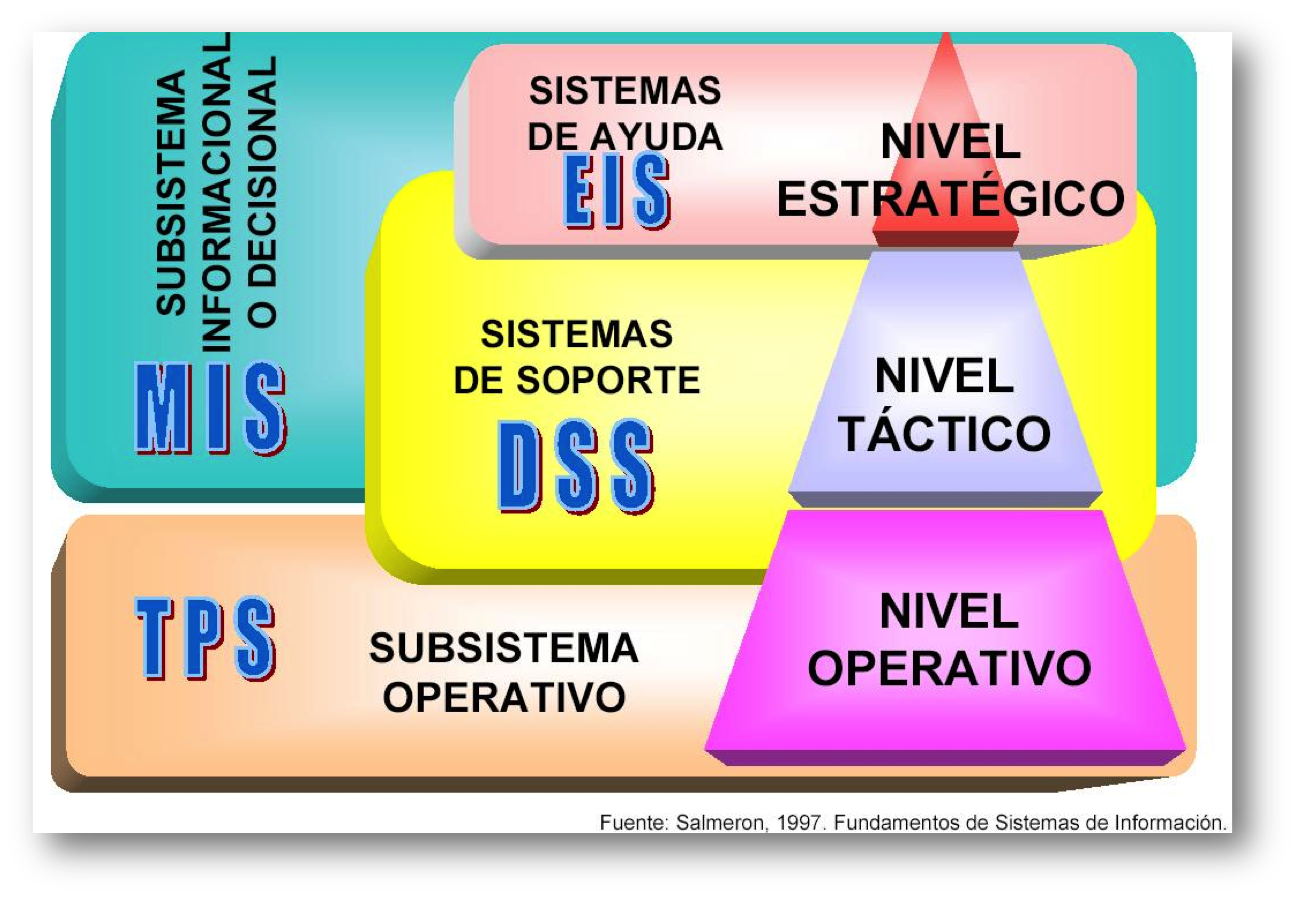 SUBSISTEMA
INFORMACIONAL
O DECISIONAL
MIS
SISTEMAS
DE AYUDA
EIS
NIVEL
ESTRATÉGICO
SISTEMAS
DE SOPORTE
DSS
NIVEL
TÁCTICO
TPS
SUBSISTEMA
OPERATIVO
NIVEL
OPERATIVO
Fuente: Salmeron, 1997. Fundamentos de Sistemas de Información.